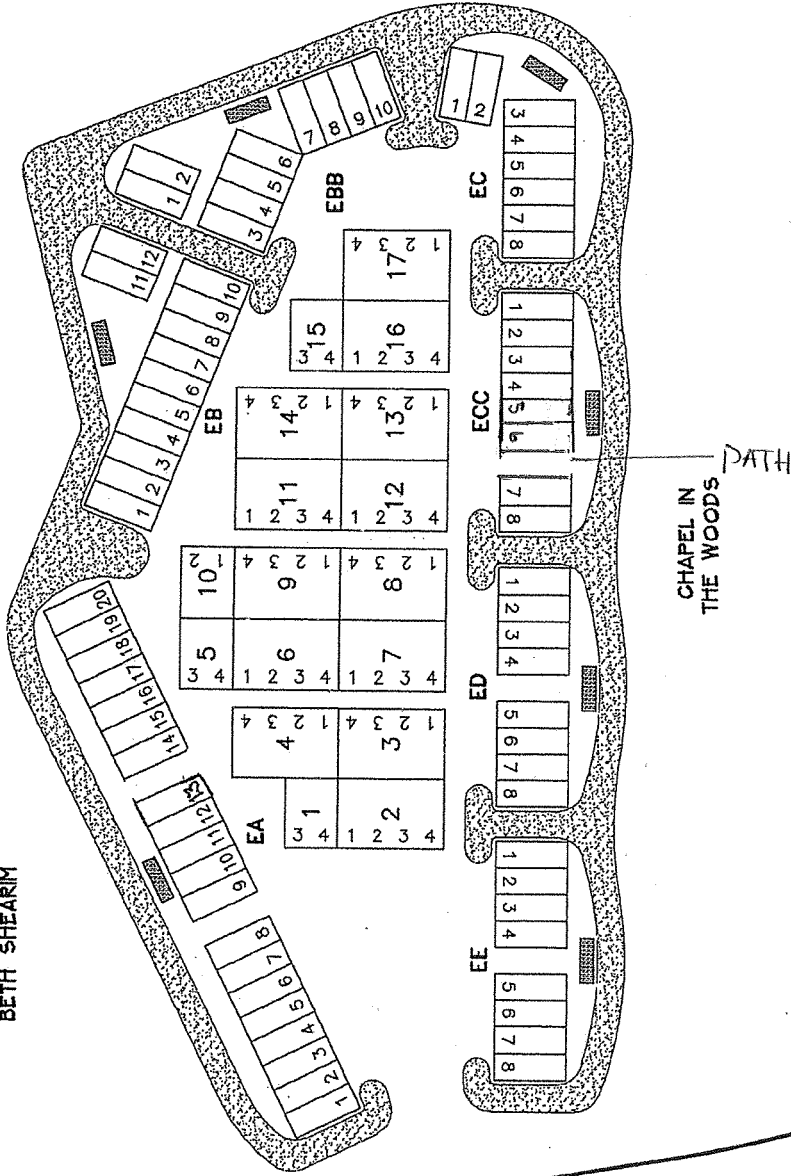 7 8 9 10
1 2
3 4 5 6 7 8
EC
1 2
3 4 5 6
EBB
11 12
1 2 3 4 5 6 7 8 9 10
EB
17
1 2 3 4
15
3 4
16
1 2 3 4
14
1 2 3 4
13
1 2 3 4
11
1 2 3 4
12
1 2 3 4
ECC
1 2 3 4 5 6
PATH
7 8
CHAPEL IN
THE WOODS
10
1 2
9
1 2 3 4
8
1 2 3 4
5
3 4
6
1 2 3 4
7
1 2 3 4
ED
1 2 3 4
5 6 7 8
14 15 16 17 18 19 20
9 10 11 12 13
1 2 3 4 5 6 7 8
EA
4
1 2 3 4
3
1 2 3 4
1
3 4
2
1 2 3 4
EE
1 2 3 4
5 6 7 8
BETH SHEARIM